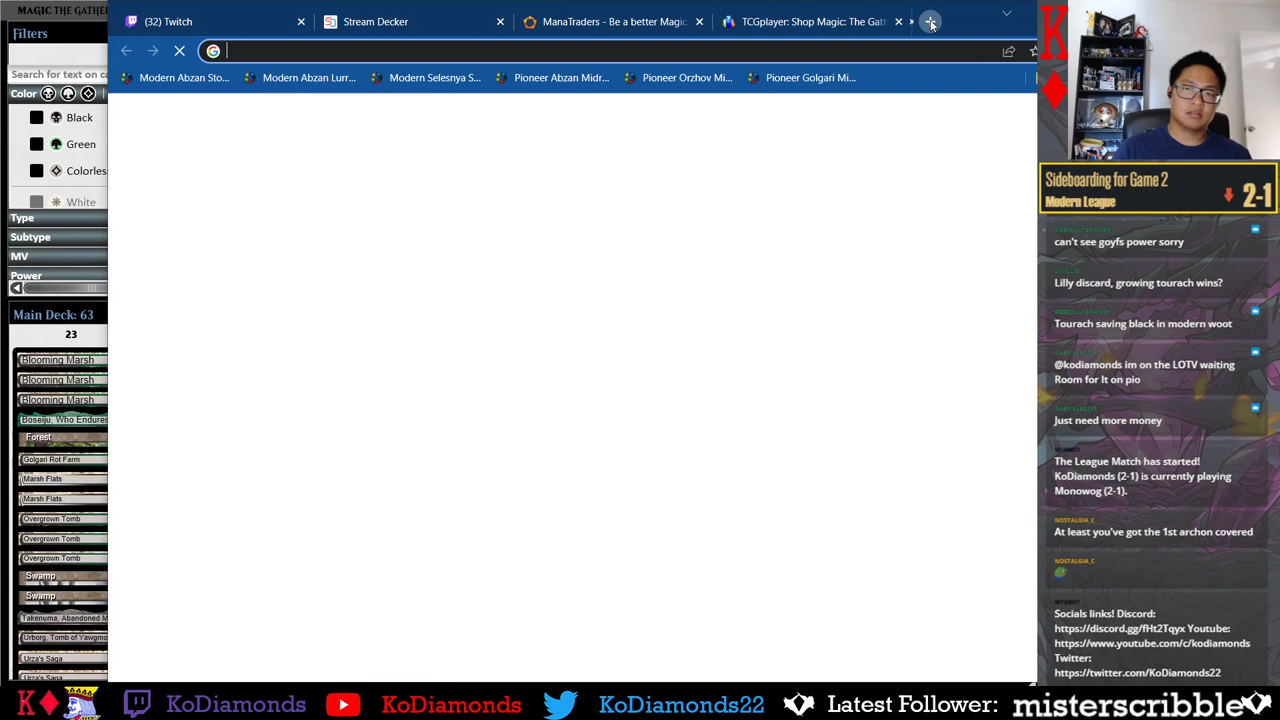 MAGIC THE GATHER
Filters
Search for text on ca
Color
Black
Green
Colorless
White
Type
Subtype
MV
Power
Main Deck: 63
23
Blooming Marsh
Blooming Marsh
Blooming Marsh
Boseiju, Who Endures
Forest
Golgari Rot Farm
Marsh Flats
Marsh Flats
Overgrown Tomb
Overgrown Tomb
Overgrown Tomb
Swamp
Swamp
Takenuma, Abandoned M
Urborg, Tomb of Yawgmo
Urza's Saga
(32) Twitch
Stream Decker
ManaTraders - Be a better Magic
TCGplayer: Shop Magic: The Gath
Modern Abzan Sto...
Modern Abzan Lurr...
Modern Selesnya S...
Pioneer Abzan Midr...
Pioneer Orzhov Mi...
Pioneer Golgari Mi...
K
Sideboarding for Game 2
Modern League
2-1
can't see goyfs power sorry
Lilly discard, growing tourach wins?
Tourach saving black in modern woot
@kodiamonds im on the LOTV waiting
Room for It on pio
Just need more money
The League Match has started!
KoDiamonds (2-1) is currently playing
Monowog (2-1).
NOSTALGIA_C
At least you've got the 1st archon covered
NOSTALGIA_C
Socials links! Discord:
https://discord.gg/fHt2Tqyx Youtube:
https://www.youtube.com/c/kodiamonds
Twitter:
https://twitter.com/KoDiamonds22
K
KoDiamonds
KoDiamonds
KoDiamonds22
Latest Follower:
misterscribble